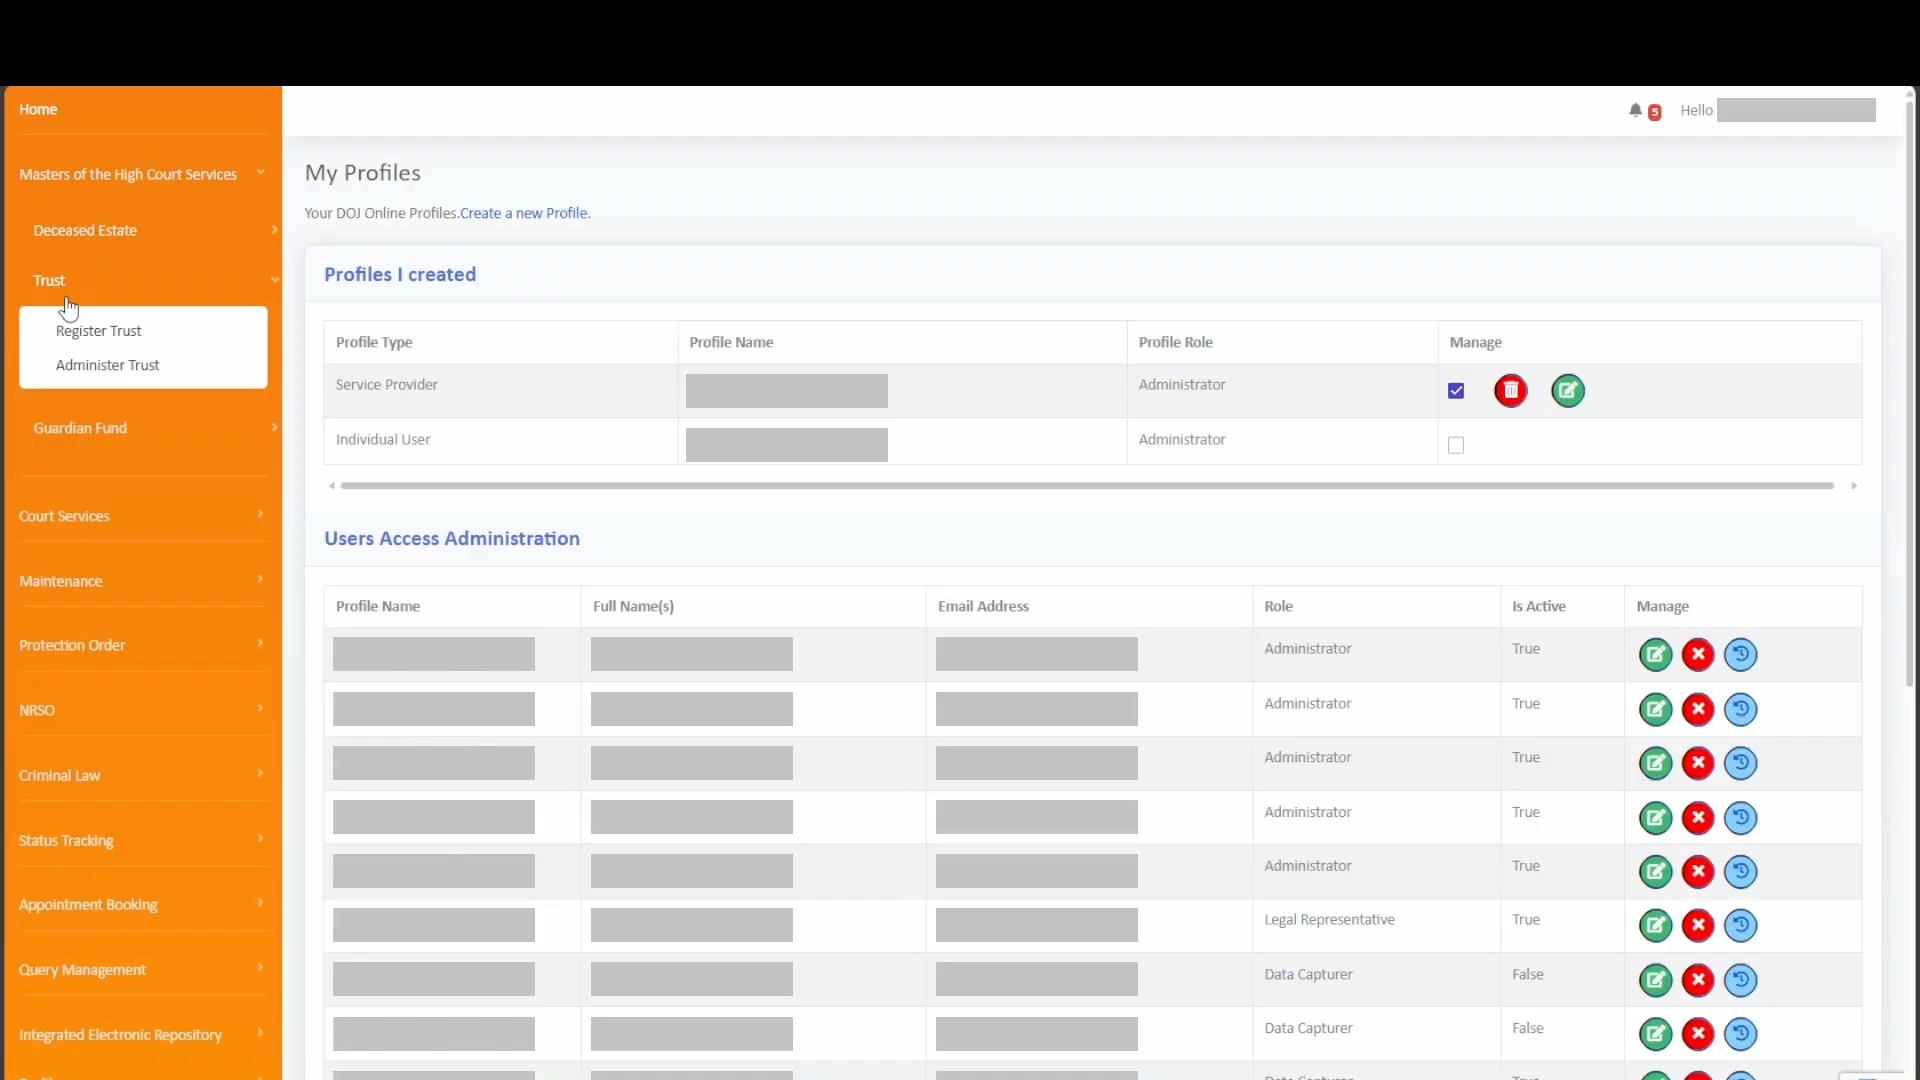 Home
5
Hello
Masters of the High Court Services
Deceased Estate
Trust
Register Trust
Administer Trust
Guardian Fund
Court Services
Maintenance
Protection Order
NRSO
Criminal Law
Status Tracking
Appointment Booking
Query Management
Integrated Electronic Repository
My Profiles
Your DOJ Online Profiles.Create a new Profile.
Profiles I created
Profile Type Profile Name Profile Role Manage
Service Provider Administrator
Individual User Administrator
Users Access Administration
Profile Name Full Name(s) Email Address Role Is Active Manage
Administrator True
Administrator True
Administrator True
Administrator True
Administrator True
Legal Representative True
Data Capturer False
Data Capturer False
Data Capturer True